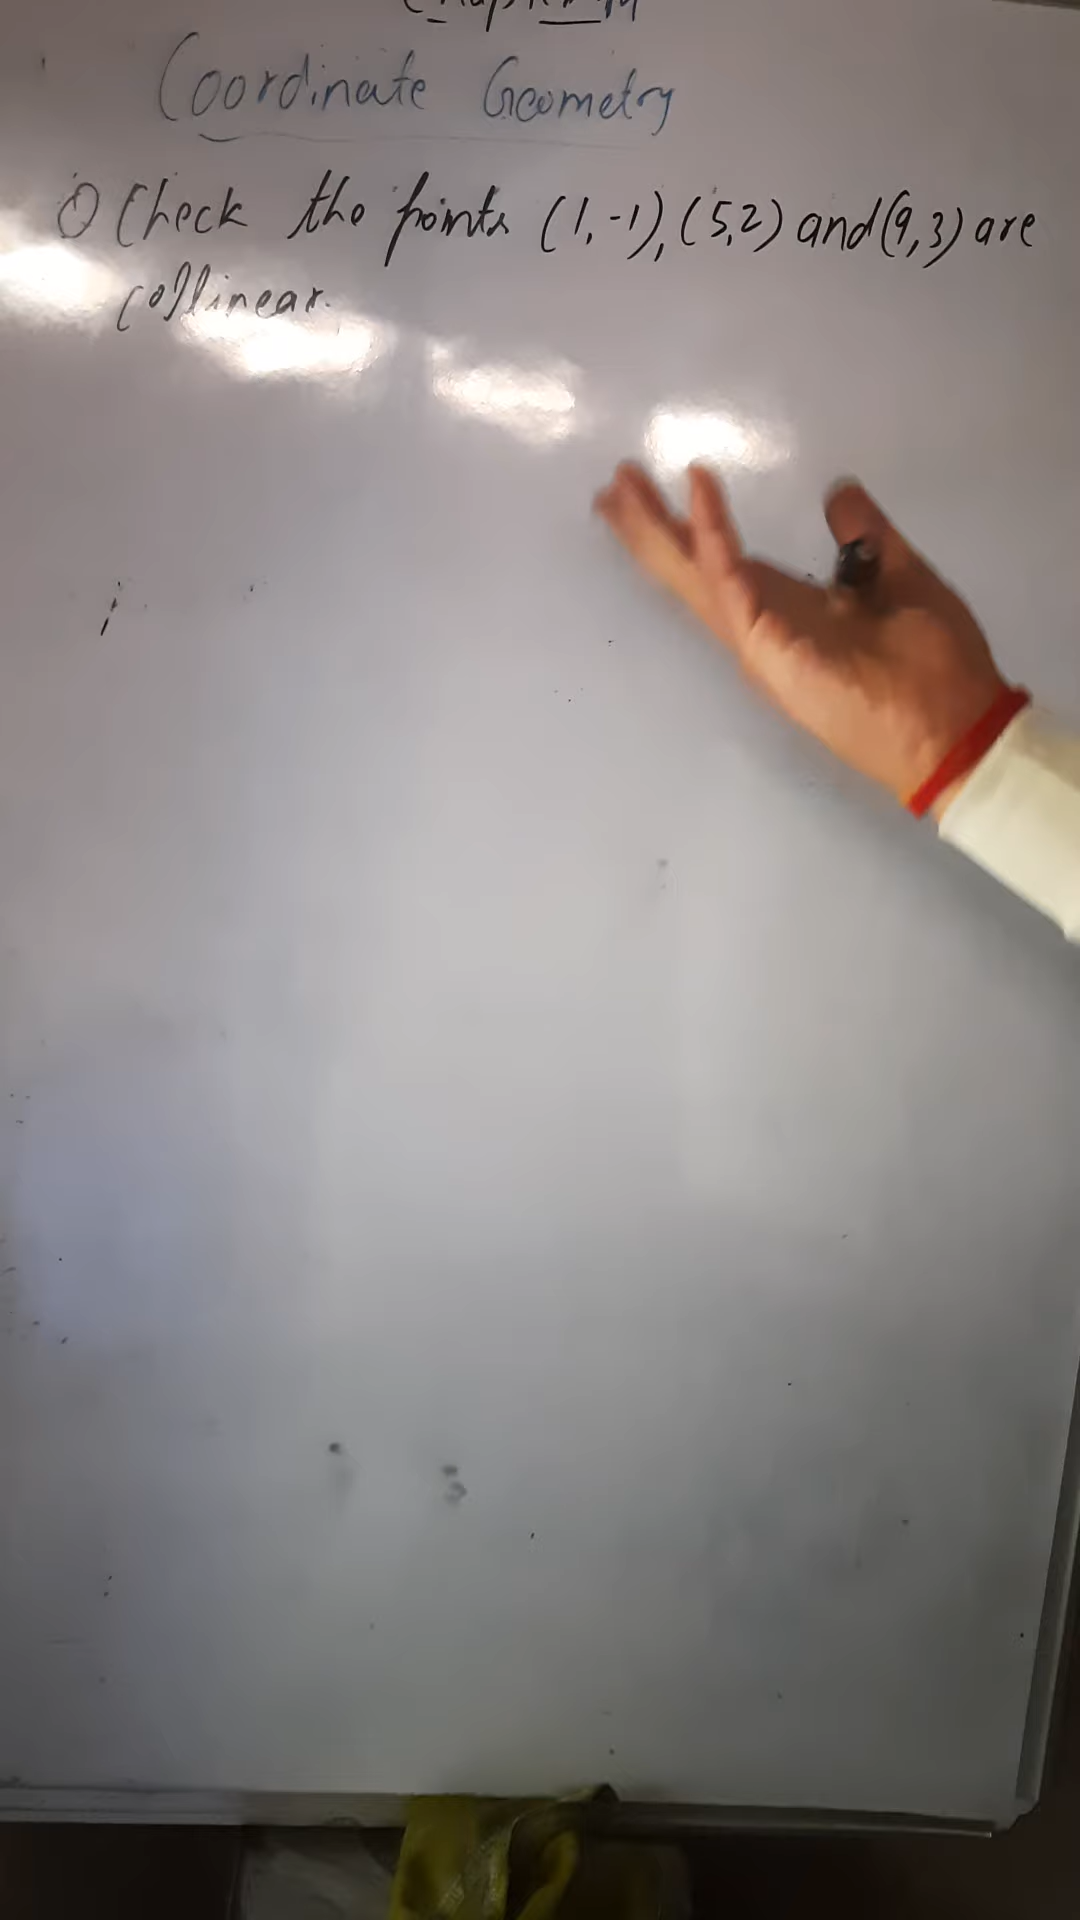 Coordinate Geometry
① Check the points (1,-1), (5,2) and (9,3) are
collinear.